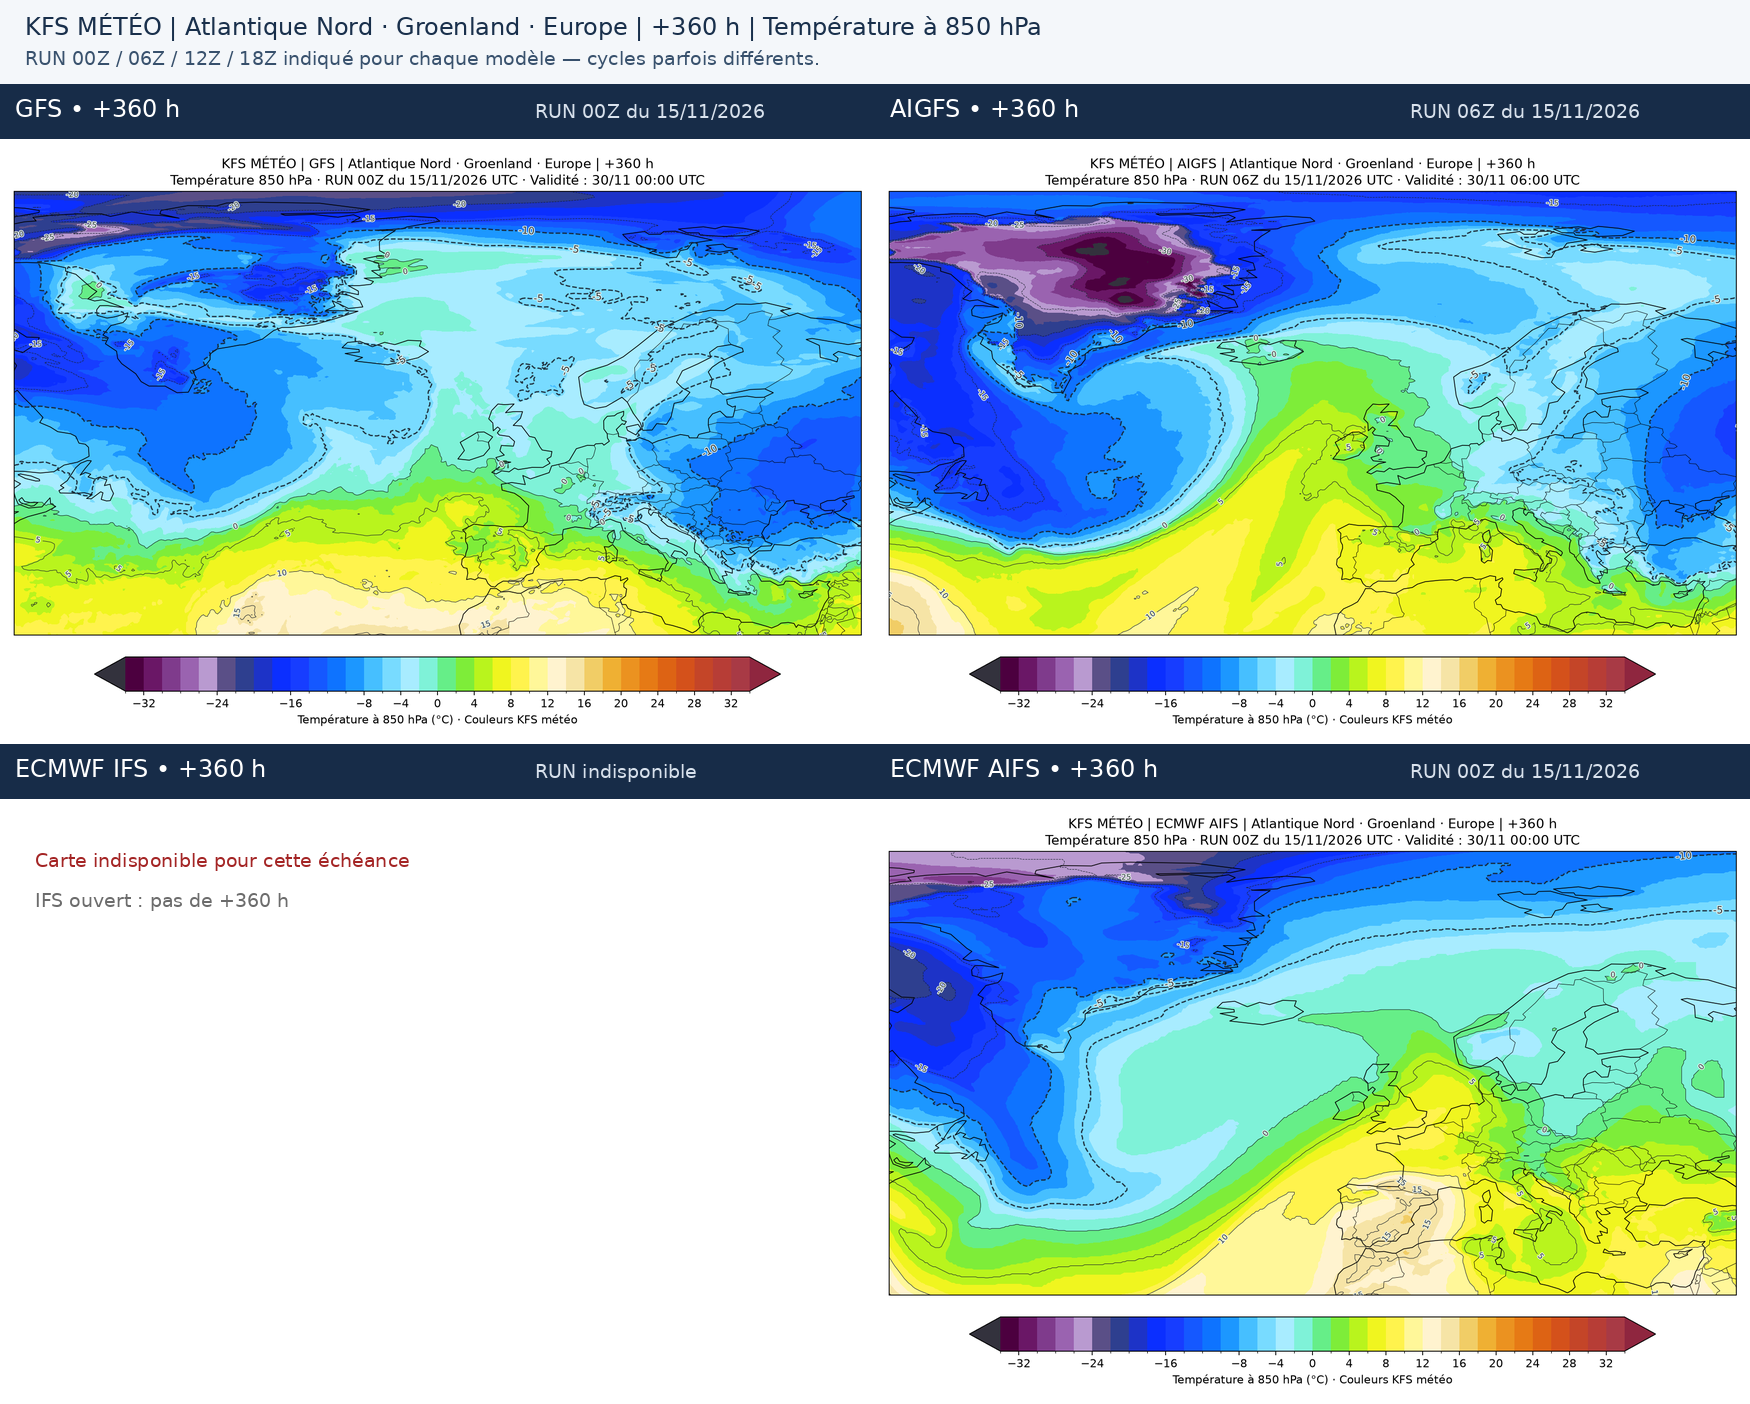 KFS MÉTÉO | Atlantique Nord · Groenland · Europe | +360 h | Température à 850 hPa
RUN 00Z / 06Z / 12Z / 18Z indiqué pour chaque modèle — cycles parfois différents.
GFS • +360 h
RUN 00Z du 15/11/2026
KFS MÉTÉO | GFS | Atlantique Nord · Groenland · Europe | +360 h
Température 850 hPa · RUN 00Z du 15/11/2026 UTC · Validité : 30/11 00:00 UTC
−32 −24 −16 −8 −4 0 4 8 12 16 20 24 28 32
Température à 850 hPa (°C) · Couleurs KFS météo
AIGFS • +360 h
RUN 06Z du 15/11/2026
KFS MÉTÉO | AIGFS | Atlantique Nord · Groenland · Europe | +360 h
Température 850 hPa · RUN 06Z du 15/11/2026 UTC · Validité : 30/11 06:00 UTC
−32 −24 −16 −8 −4 0 4 8 12 16 20 24 28 32
Température à 850 hPa (°C) · Couleurs KFS météo
ECMWF IFS • +360 h
RUN indisponible
Carte indisponible pour cette échéance
IFS ouvert : pas de +360 h
ECMWF AIFS • +360 h
RUN 00Z du 15/11/2026
KFS MÉTÉO | ECMWF AIFS | Atlantique Nord · Groenland · Europe | +360 h
Température 850 hPa · RUN 00Z du 15/11/2026 UTC · Validité : 30/11 00:00 UTC
−32 −24 −16 −8 −4 0 4 8 12 16 20 24 28 32
Température à 850 hPa (°C) · Couleurs KFS météo